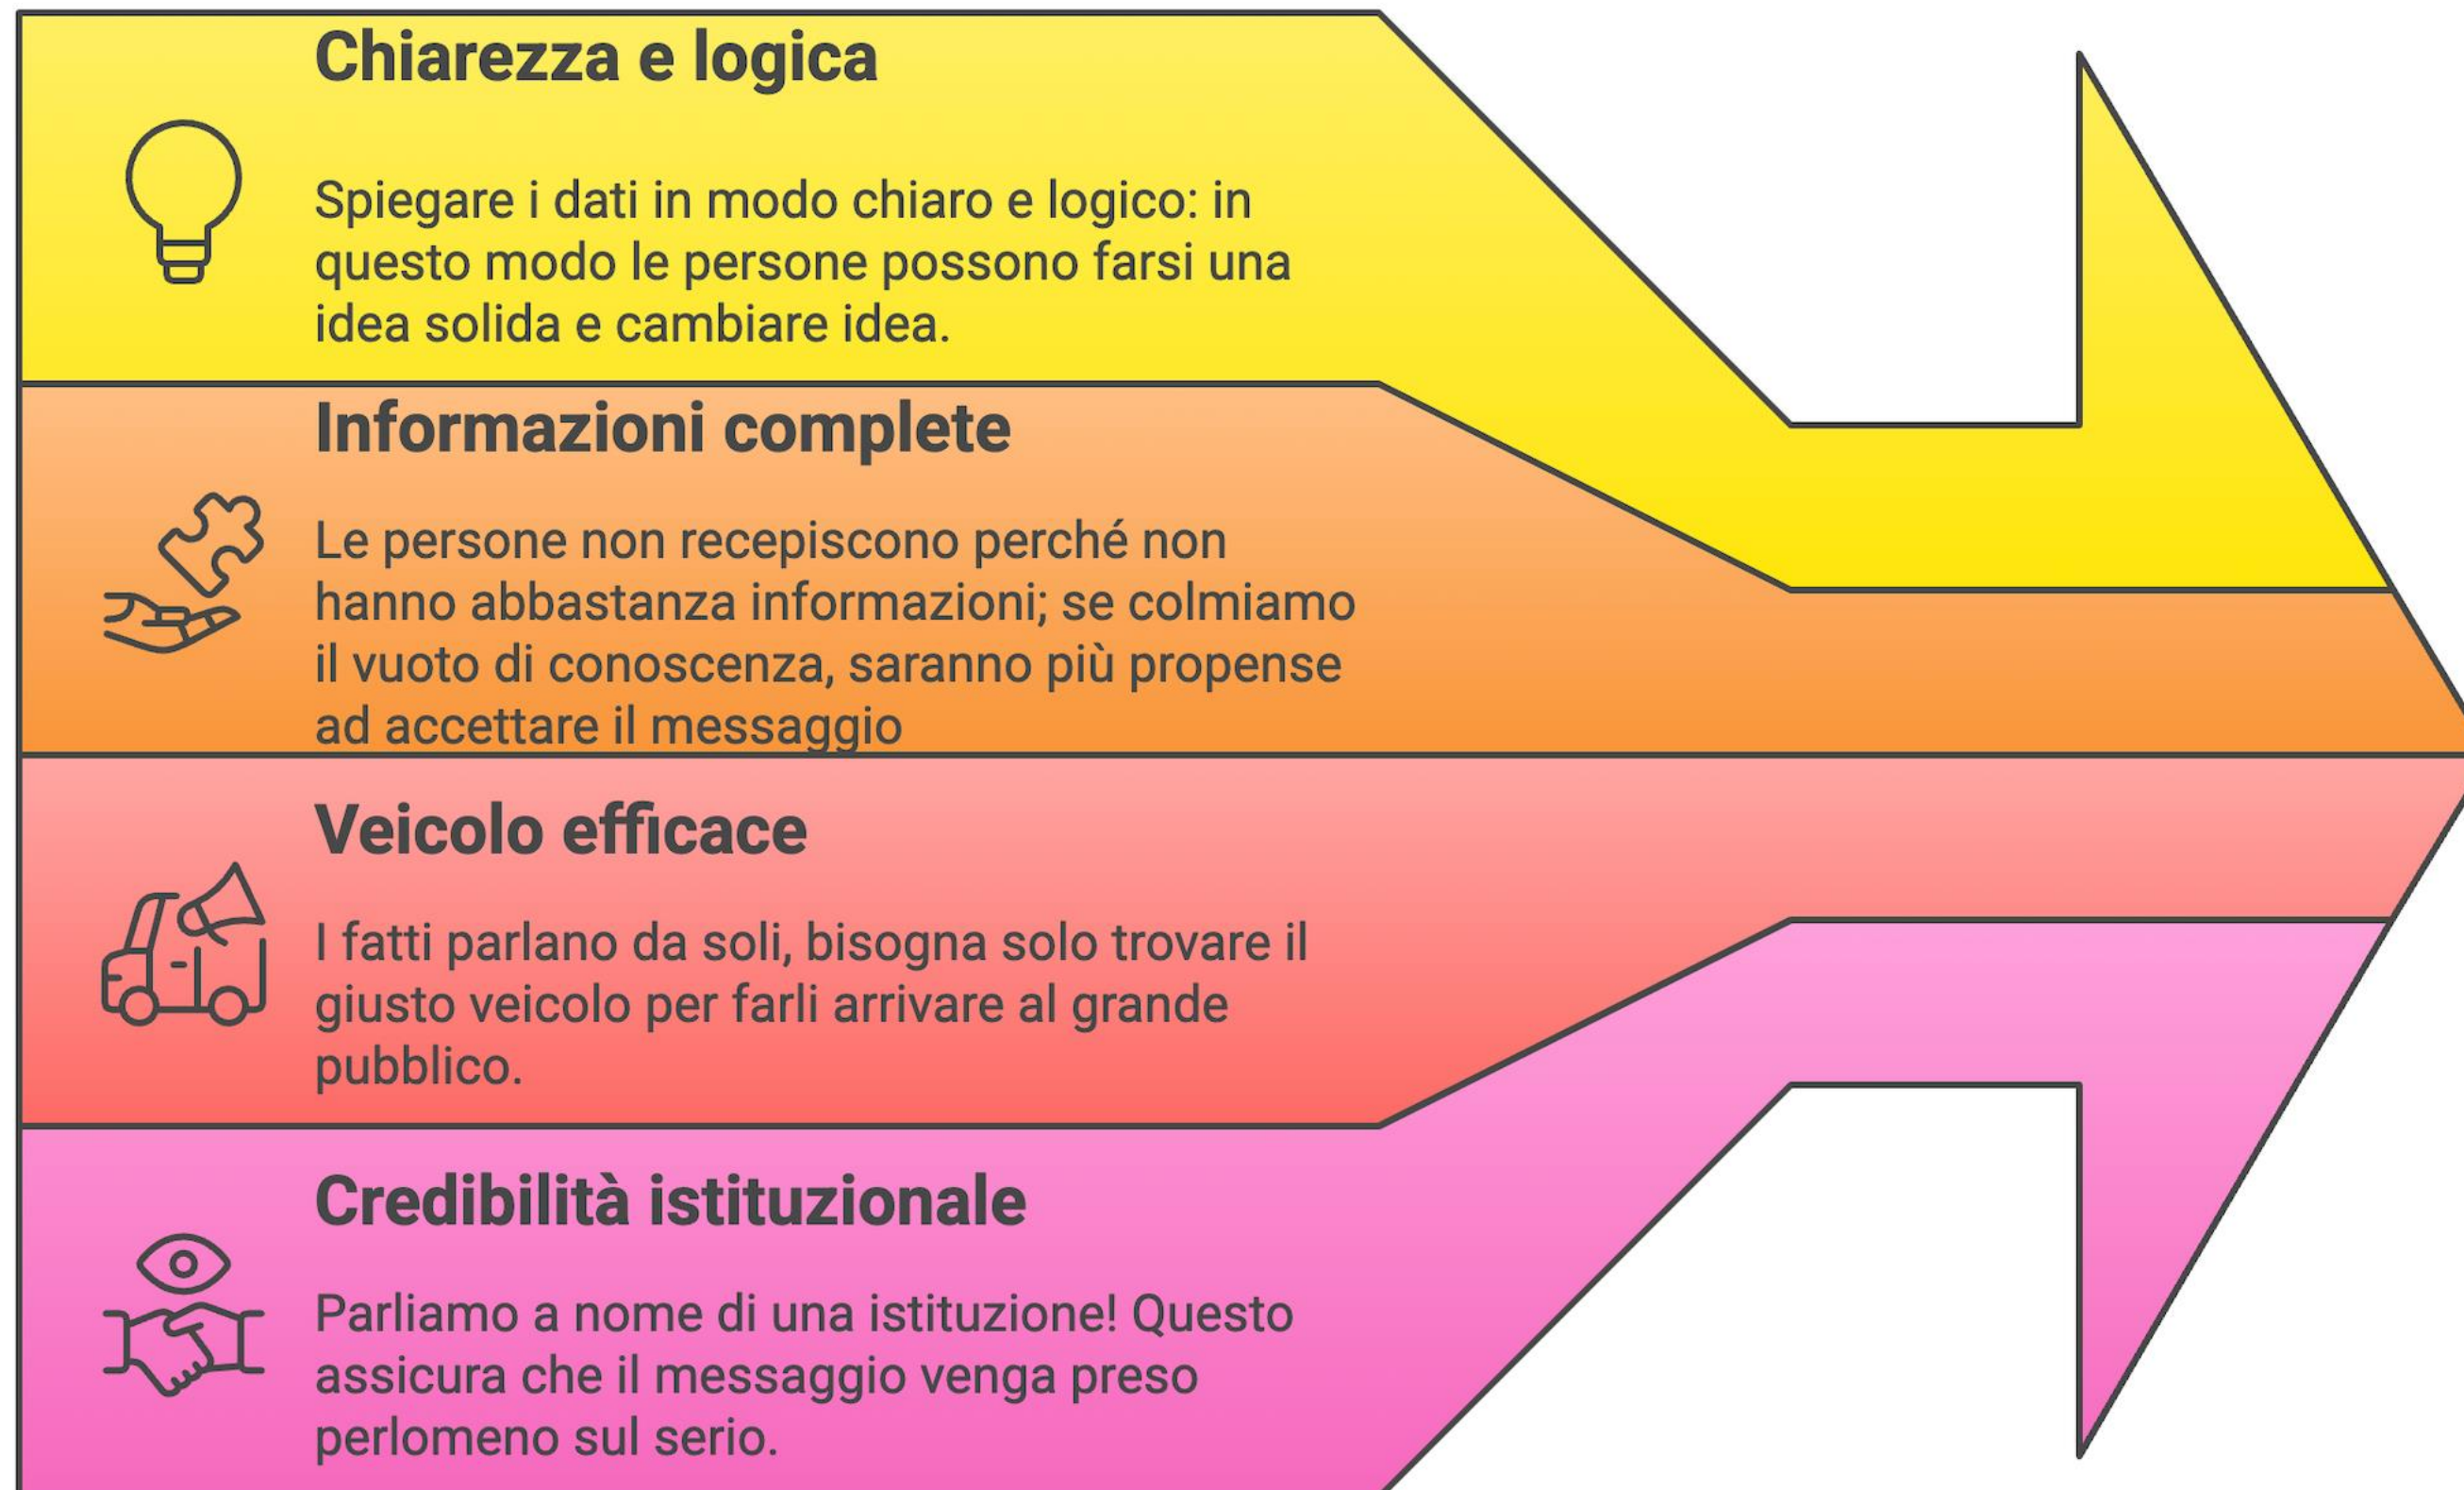 Chiarezza e logica
Spiegare i dati in modo chiaro e logico: in
questo modo le persone possono farsi una
idea solida e cambiare idea.
Informazioni complete
Le persone non recepiscono perché non
hanno abbastanza informazioni; se colmiamo
il vuoto di conoscenza, saranno più propense
ad accettare il messaggio
Veicolo efficace
I fatti parlano da soli, bisogna solo trovare il
giusto veicolo per farli arrivare al grande
pubblico.
Credibilità istituzionale
Parliamo a nome di una istituzione! Questo
assicura che il messaggio venga preso
perlomeno sul serio.